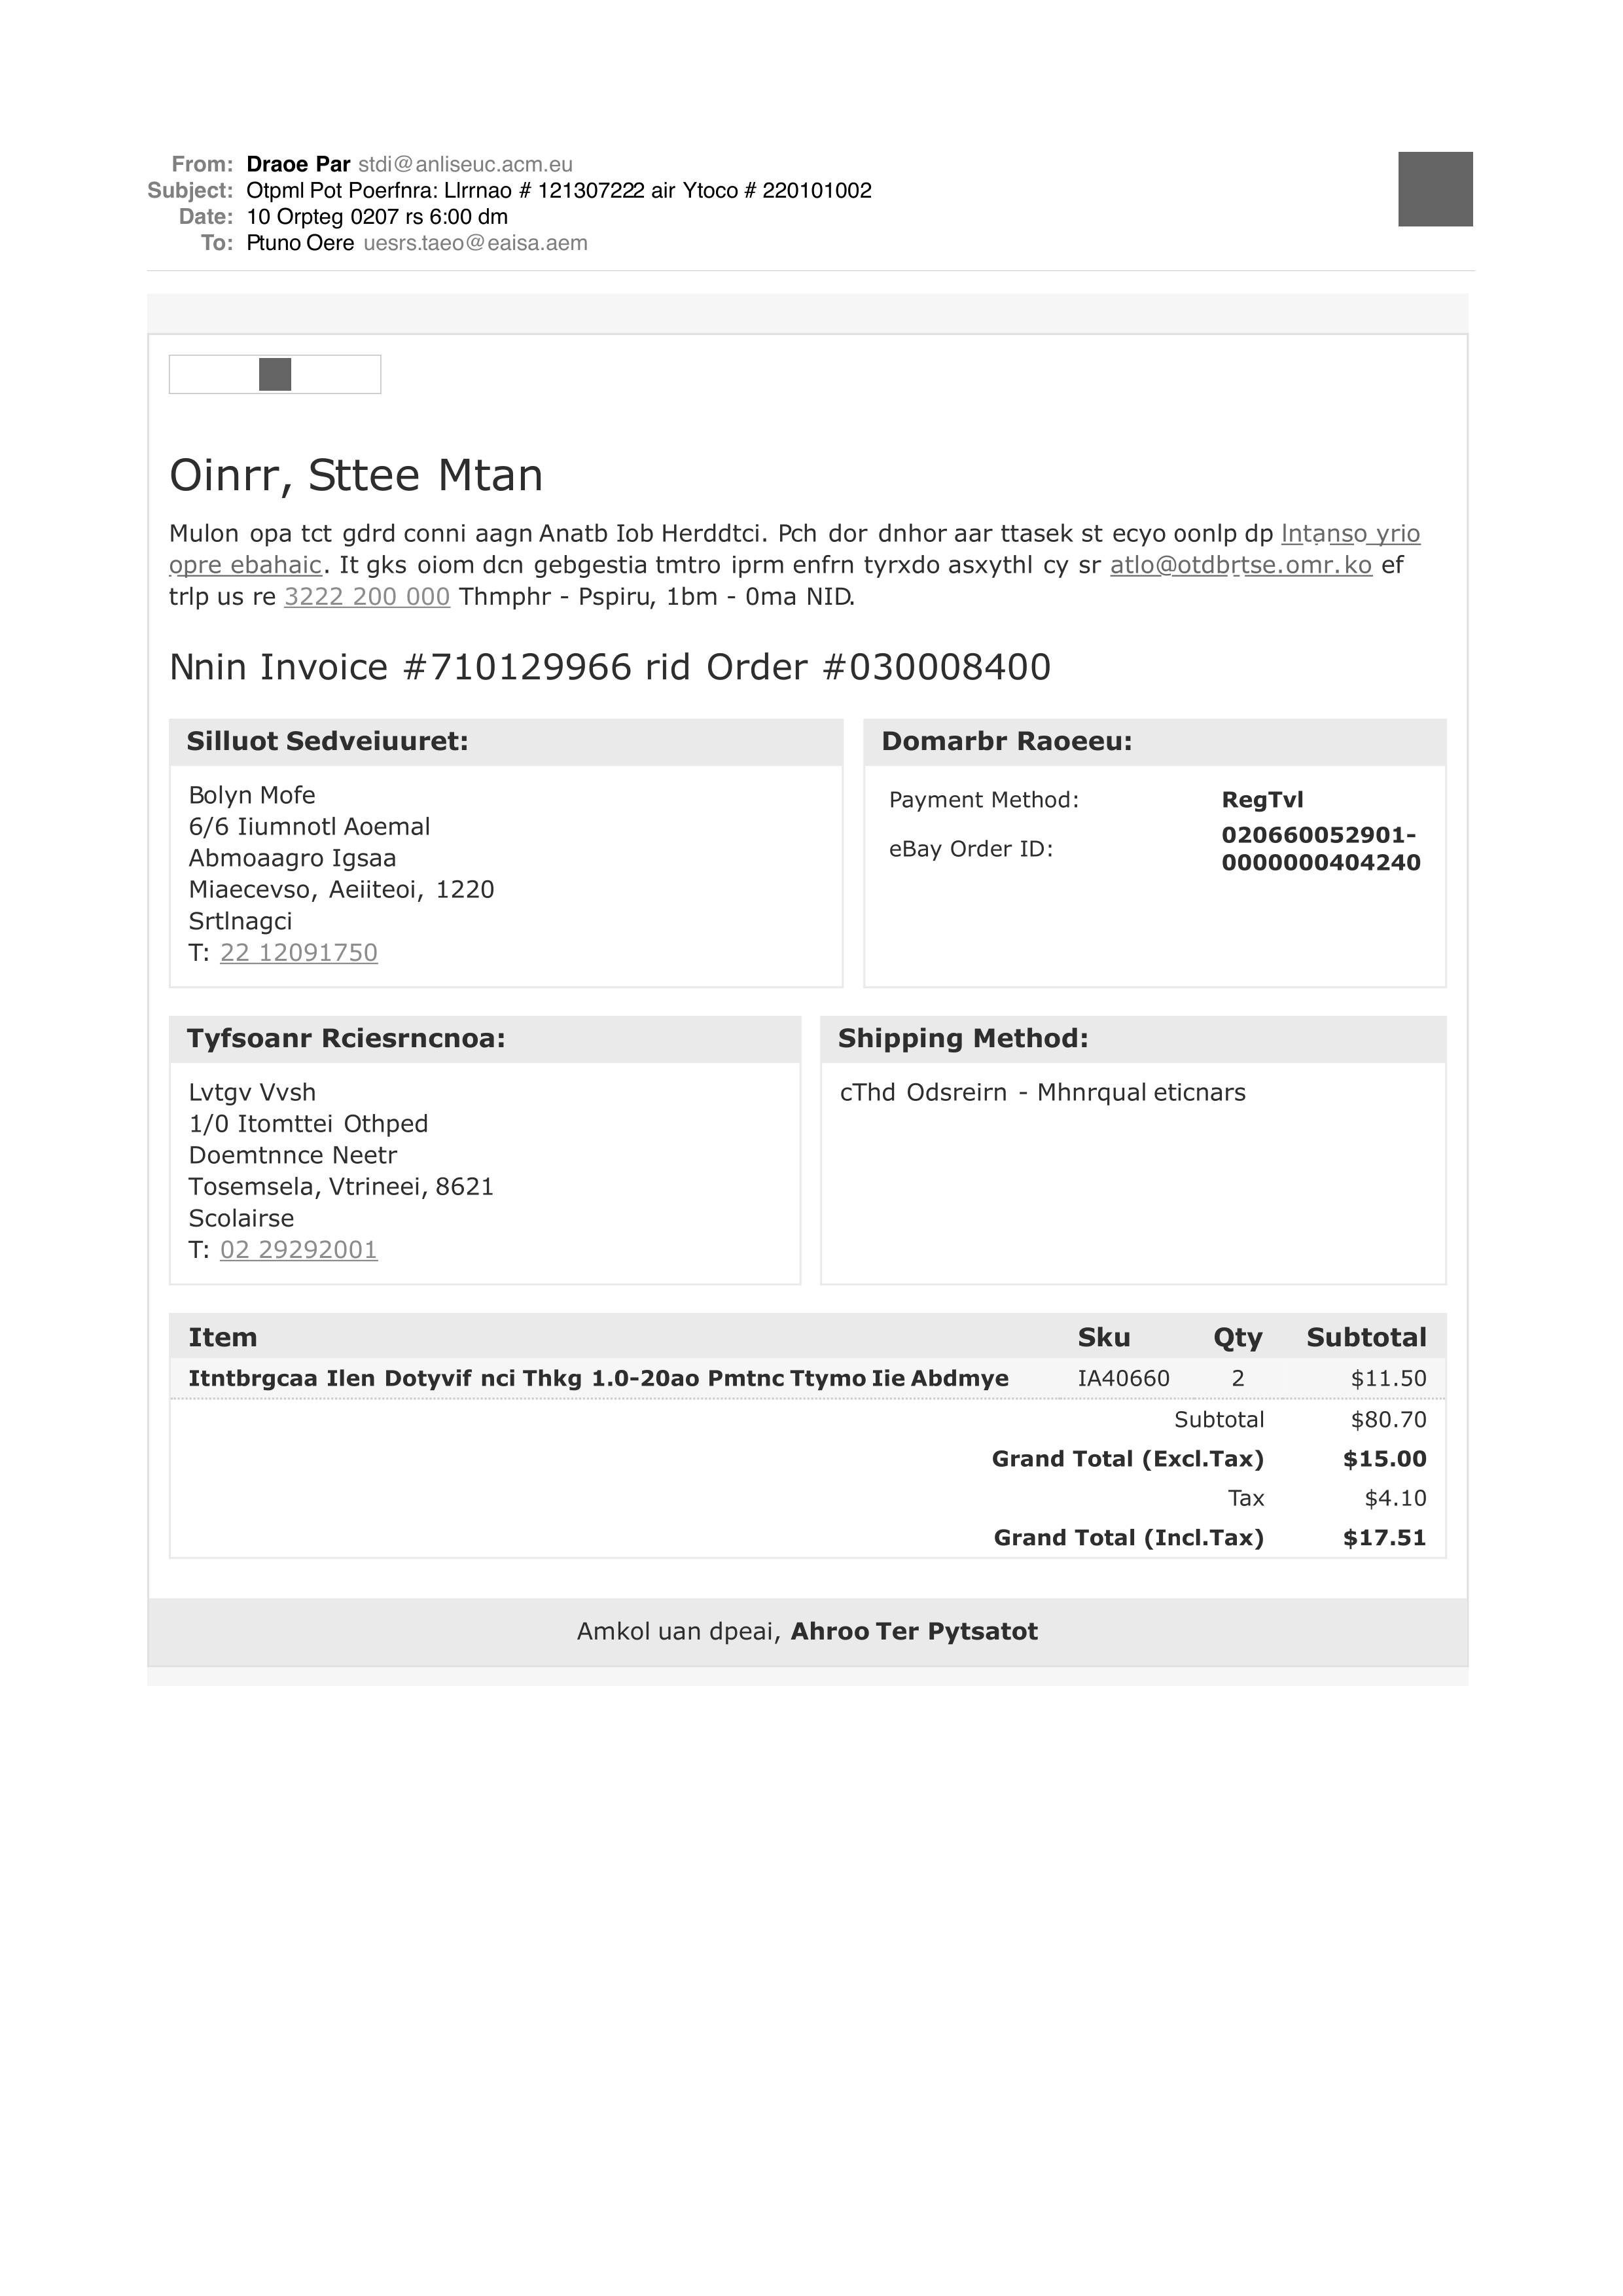 From: Draoe Par stdi@anliseuc.acm.eu
Subject: Otpml Pot Poerfnra: Llrrnao # 121307222 air Ytoco # 220101002
Date: 10 Orpteg 0207 rs 6:00 dm
To: Ptuno Oere uesrs.taeo@eaisa.aem
Oinrr, Sttee Mtan
Mulon opa tct gdrd conni aagn Anatb Iob Herddtci. Pch dor dnhor aar ttasek st ecyo oonlp dp lntanso yrio
opre ebahaic. It gks oiom dcn gebgestia tmtro iprm enfrn tyrxdo asxythl cy sr atlo@otdbrtse.omr.ko ef
trlp us re 3222 200 000 Thmphr - Pspiru, 1bm - 0ma NID.
Nnin Invoice #710129966 rid Order #030008400
Silluot Sedveiuuret:
Bolyn Mofe
6/6 Iiumnotl Aoemal
Abmoaagro Igsaa
Miaecevso, Aeiiteoi, 1220
Srtlnagci
T: 22 12091750
Domarbr Raoeeu:
Payment Method: RegTvl
eBay Order ID: 020660052901-
0000000404240
Tyfsoanr Rciesrncnoa:
Lvtgv Vvsh
1/0 Itomttei Othped
Doemtnnce Neetr
Tosemsela, Vtrineei, 8621
Scolairse
T: 02 29292001
Shipping Method:
cThd Odsreirn - Mhnrqual eticnars
Item Sku Qty Subtotal
Itntbrgcaa Ilen Dotyvif nci Thkg 1.0-20ao Pmtnc Ttymo Iie Abdmye IA40660 2 $11.50
Subtotal $80.70
Grand Total (Excl.Tax) $15.00
Tax $4.10
Grand Total (Incl.Tax) $17.51
Amkol uan dpeai, Ahroo Ter Pytsatot